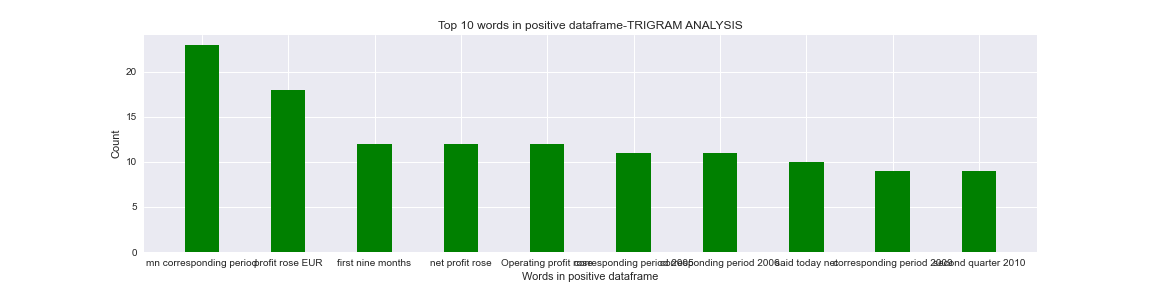 Top 10 words in positive dataframe-TRIGRAM ANALYSIS
Count
20
15
10
5
0
mn corresponding period
profit rose EUR
first nine months
net profit rose
Operating profit rose
corresponding period 2005
corresponding period 2006
said today net
corresponding period 2009
second quarter 2010
Words in positive dataframe